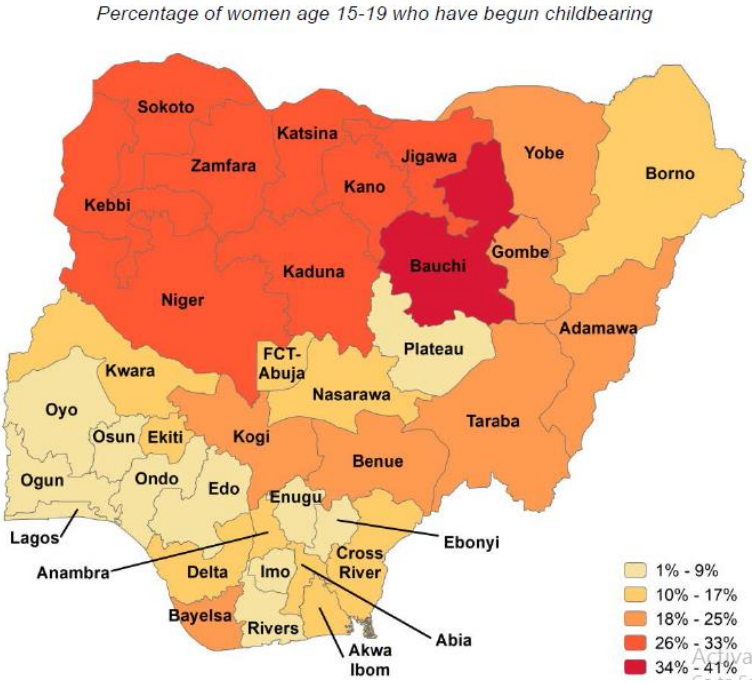 Percentage of women age 15-19 who have begun childbearing
Sokoto
Katsina
Zamfara
Jigawa
Yobe
Borno
Kano
Kebbi
Gombe
Bauchi
Kaduna
Niger
Adamawa
Plateau
FCT-
Abuja
Kwara
Nasarawa
Oyo
Taraba
Osun
Ekiti
Kogi
Benue
Ogun
Ondo
Edo
Enugu
Lagos
Ebonyi
Anambra
Delta
Imo
Cross
River
Bayelsa
Rivers
Abia
Akwa
Ibom
1% - 9%
10% - 17%
18% - 25%
26% - 33%
34% - 41%